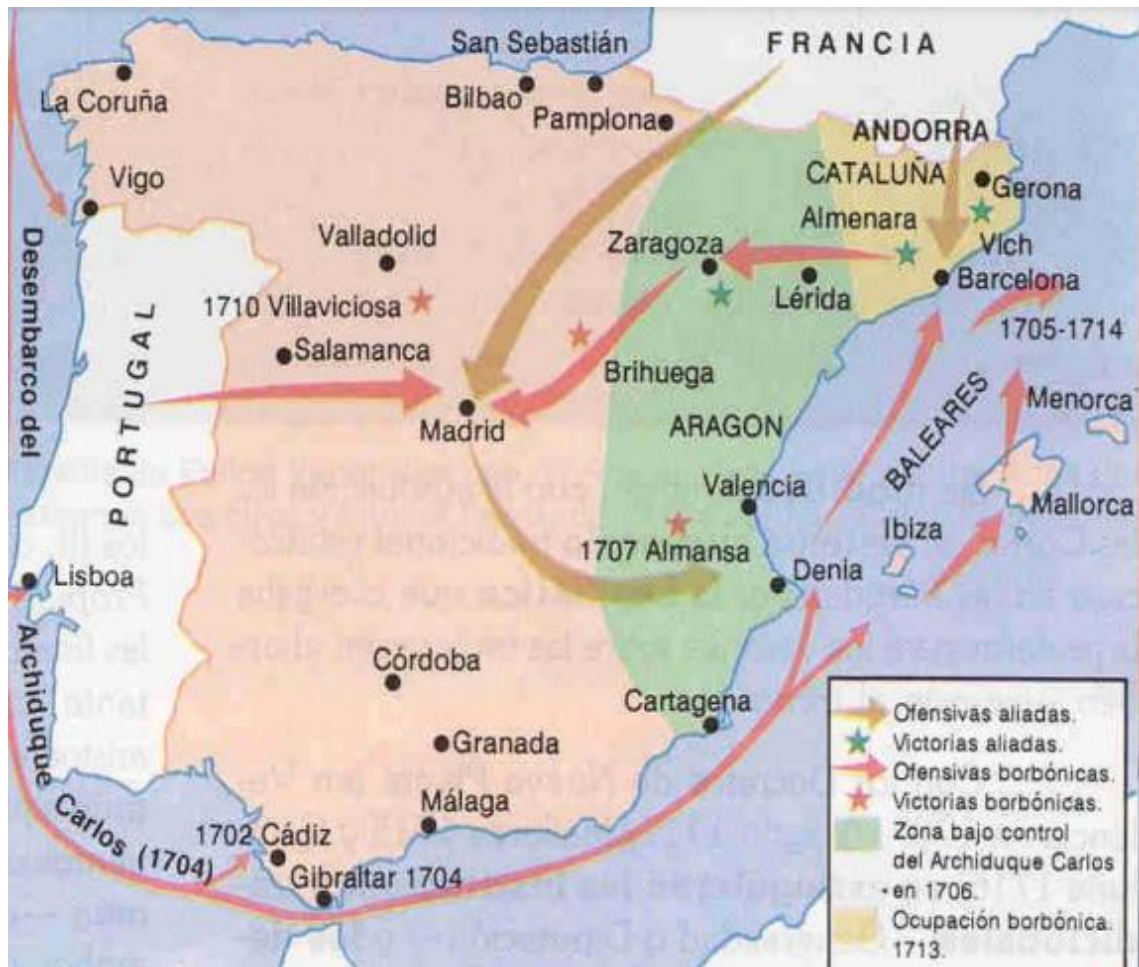 San Sebastián
FRANCIA
La Coruña
Bilbao
Pamplona
ANDORRA
CATALUÑA
Gerona
Vigo
Almenara
Valladolid
Zaragoza
Vich
Barcelona
Lérida
1710 Villaviciosa
1705-1714
Salamanca
Brihuega
PORTUGAL
Desembarco del
Archiduque
Carlos (1704)
Menorca
Madrid
ARAGON
BALEARES
Valencia
Mallorca
Ibiza
1707 Almansa
Lisboa
Denia
Córdoba
Cartagena
Granada
Málaga
1702 Cádiz
Gibraltar 1704
Ofensivas aliadas.
Victorias aliadas.
Ofensivas borbónicas.
Victorias borbónicas.
Zona bajo control
del Archiduque Carlos
en 1706.
Ocupación borbónica.
1713.